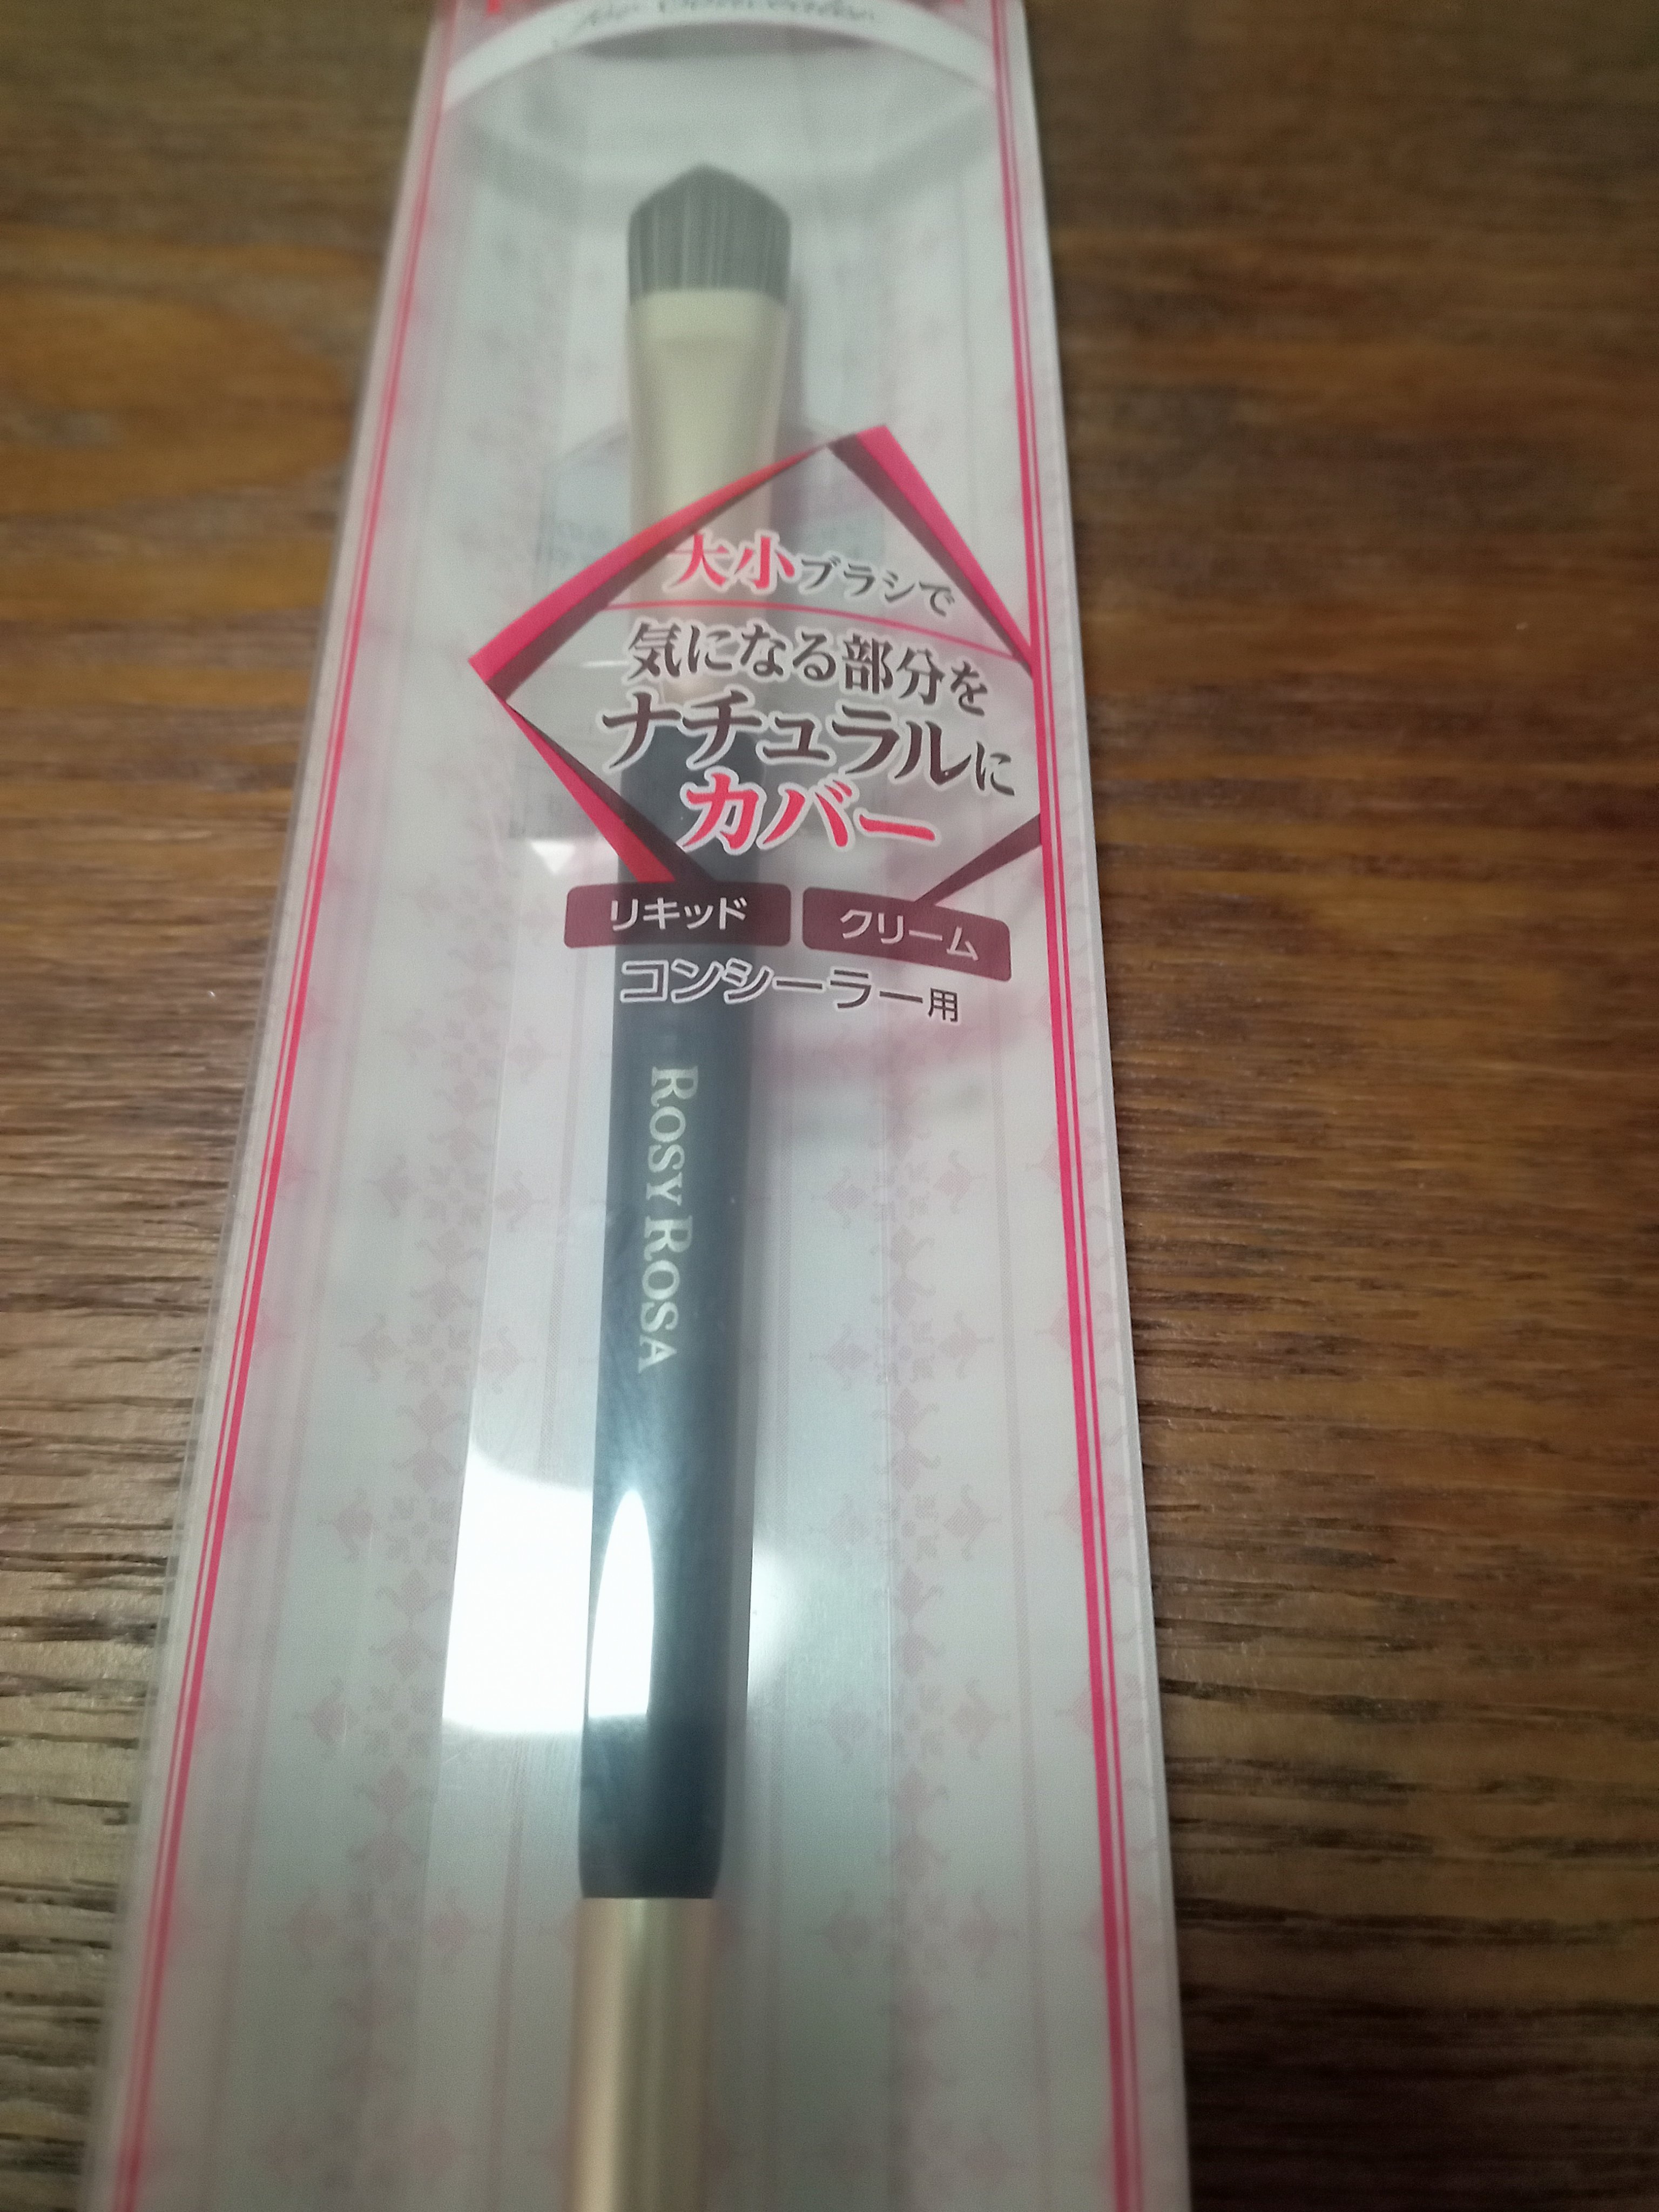 大小ブラシで
気になる部分を
ナチュラルに
カバー
リキッド クリーム
コンシーラー用
ROSY ROSA